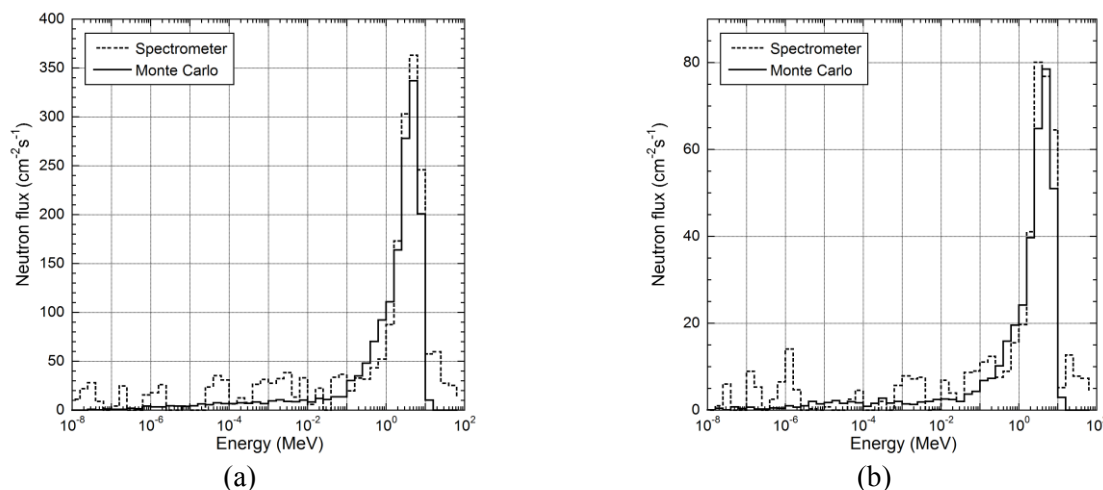 400
350
300
250
200
150
100
50
0
Neutron flux (cm⁻²s⁻¹)
Spectrometer
Monte Carlo
10⁻⁸ 10⁻⁶ 10⁻⁴ 10⁻² 10⁰ 10²
Energy (MeV)
(a)
80
60
40
20
0
Neutron flux (cm⁻²s⁻¹)
Spectrometer
Monte Carlo
10⁻⁸ 10⁻⁶ 10⁻⁴ 10⁻² 10⁰
Energy (MeV)
(b)